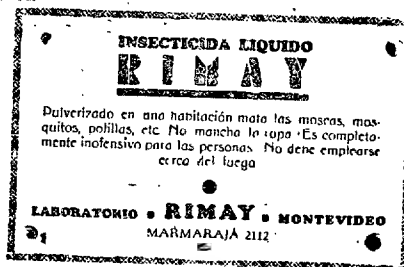 INSECTICIDA LIQUIDO
RIMAY
Pulverizado en una habitación mata las moscas, mos-
quitos, polillas, etc. No mancha la ropa. Es completa-
mente inofensivo para las personas. No debe emplearse
cerca del fuego
LABORATORIO • RIMAY • MONTEVIDEO
MARMARAJÁ 2112